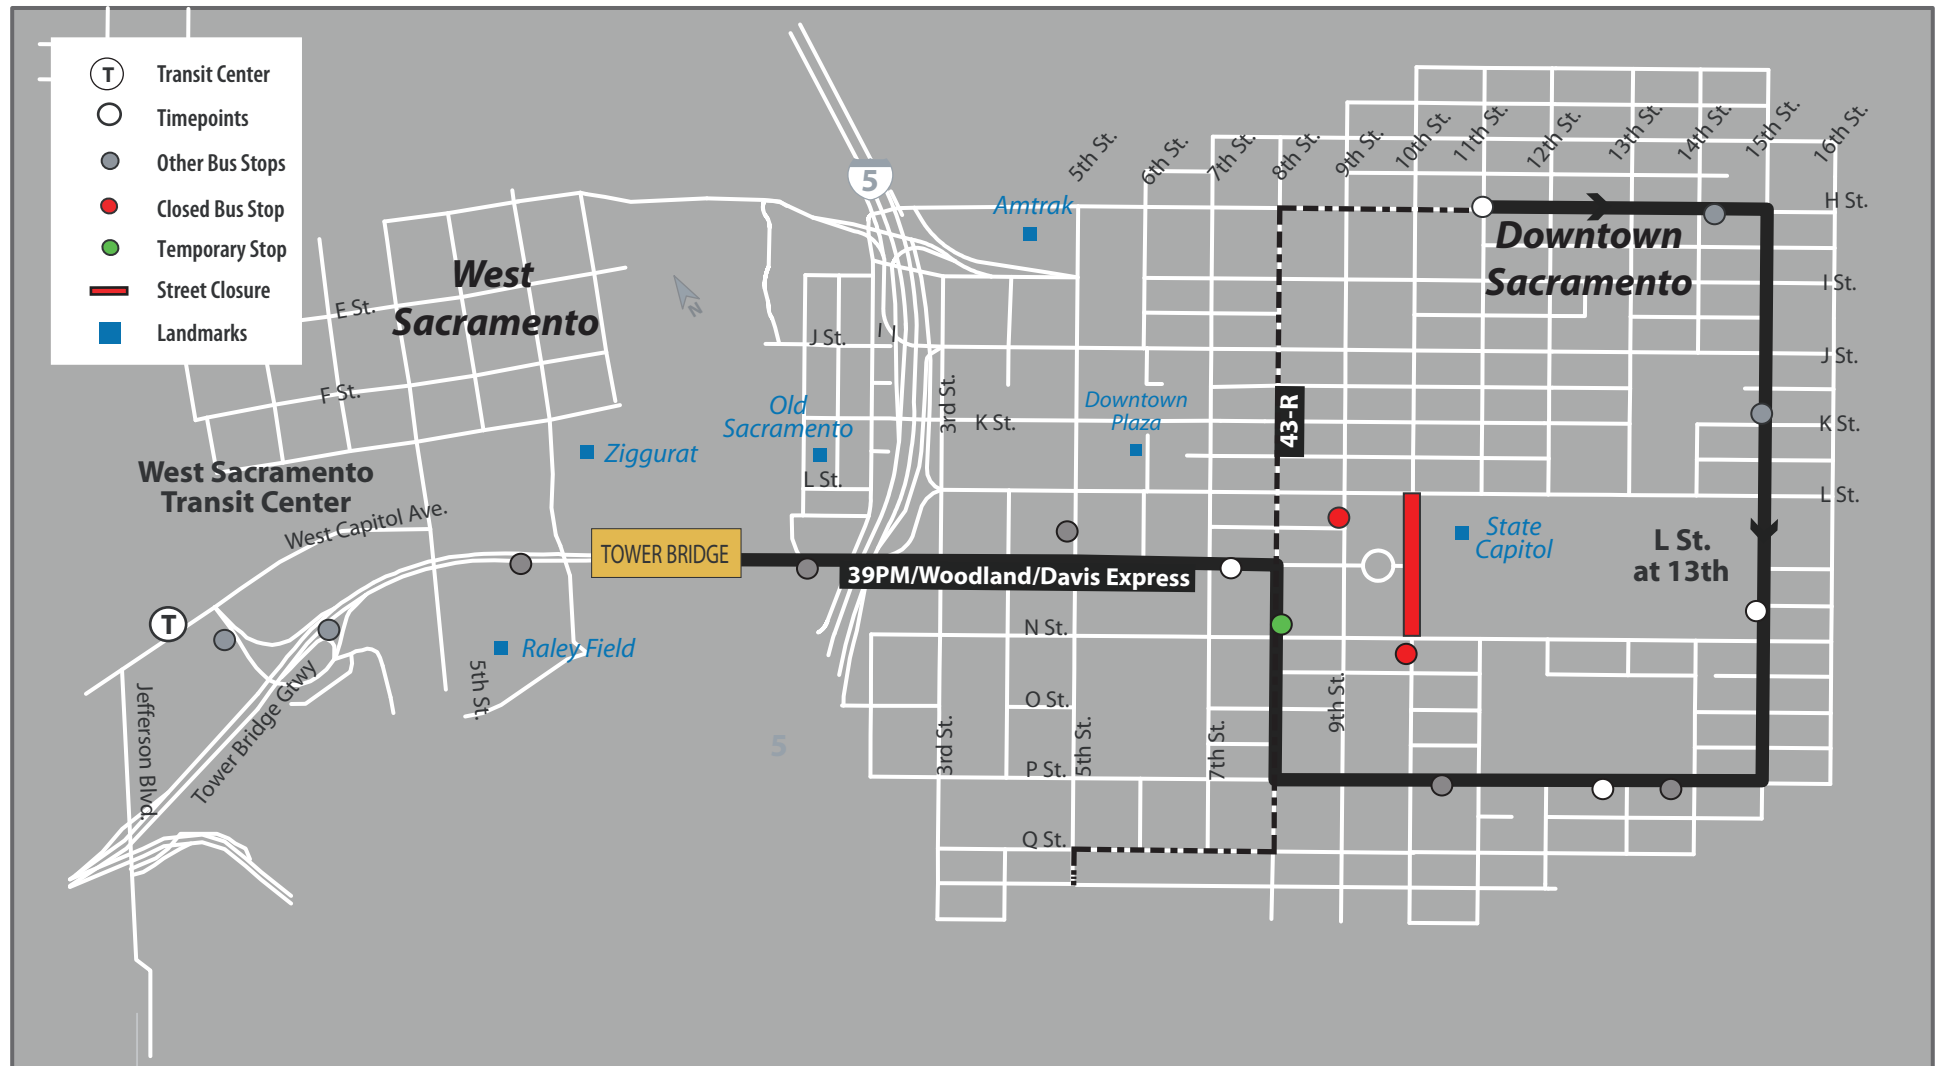 T Transit Center
Timepoints
Other Bus Stops
Closed Bus Stop
Temporary Stop
Street Closure
Landmarks
5
5th St.
6th St.
7th St.
8th St.
9th St.
10th St.
11th St.
12th St.
13th St.
14th St.
15th St.
16th St.
Amtrak
H St.
Downtown
Sacramento
West
Sacramento
N
E St.
I St.
J St.
J St.
F St.
3rd St.
Old
Sacramento
Downtown
Plaza
43-R
K St.
K St.
Ziggurat
West Sacramento
Transit Center
L St.
L St.
West Capitol Ave.
State
Capitol
L St.
at 13th
TOWER BRIDGE
39PM/Woodland/Davis Express
T
N St.
Raley Field
5th St.
Jefferson Blvd.
Tower Bridge Gtwy
O St.
9th St.
3rd St.
5th St.
7th St.
5
P St.
Q St.